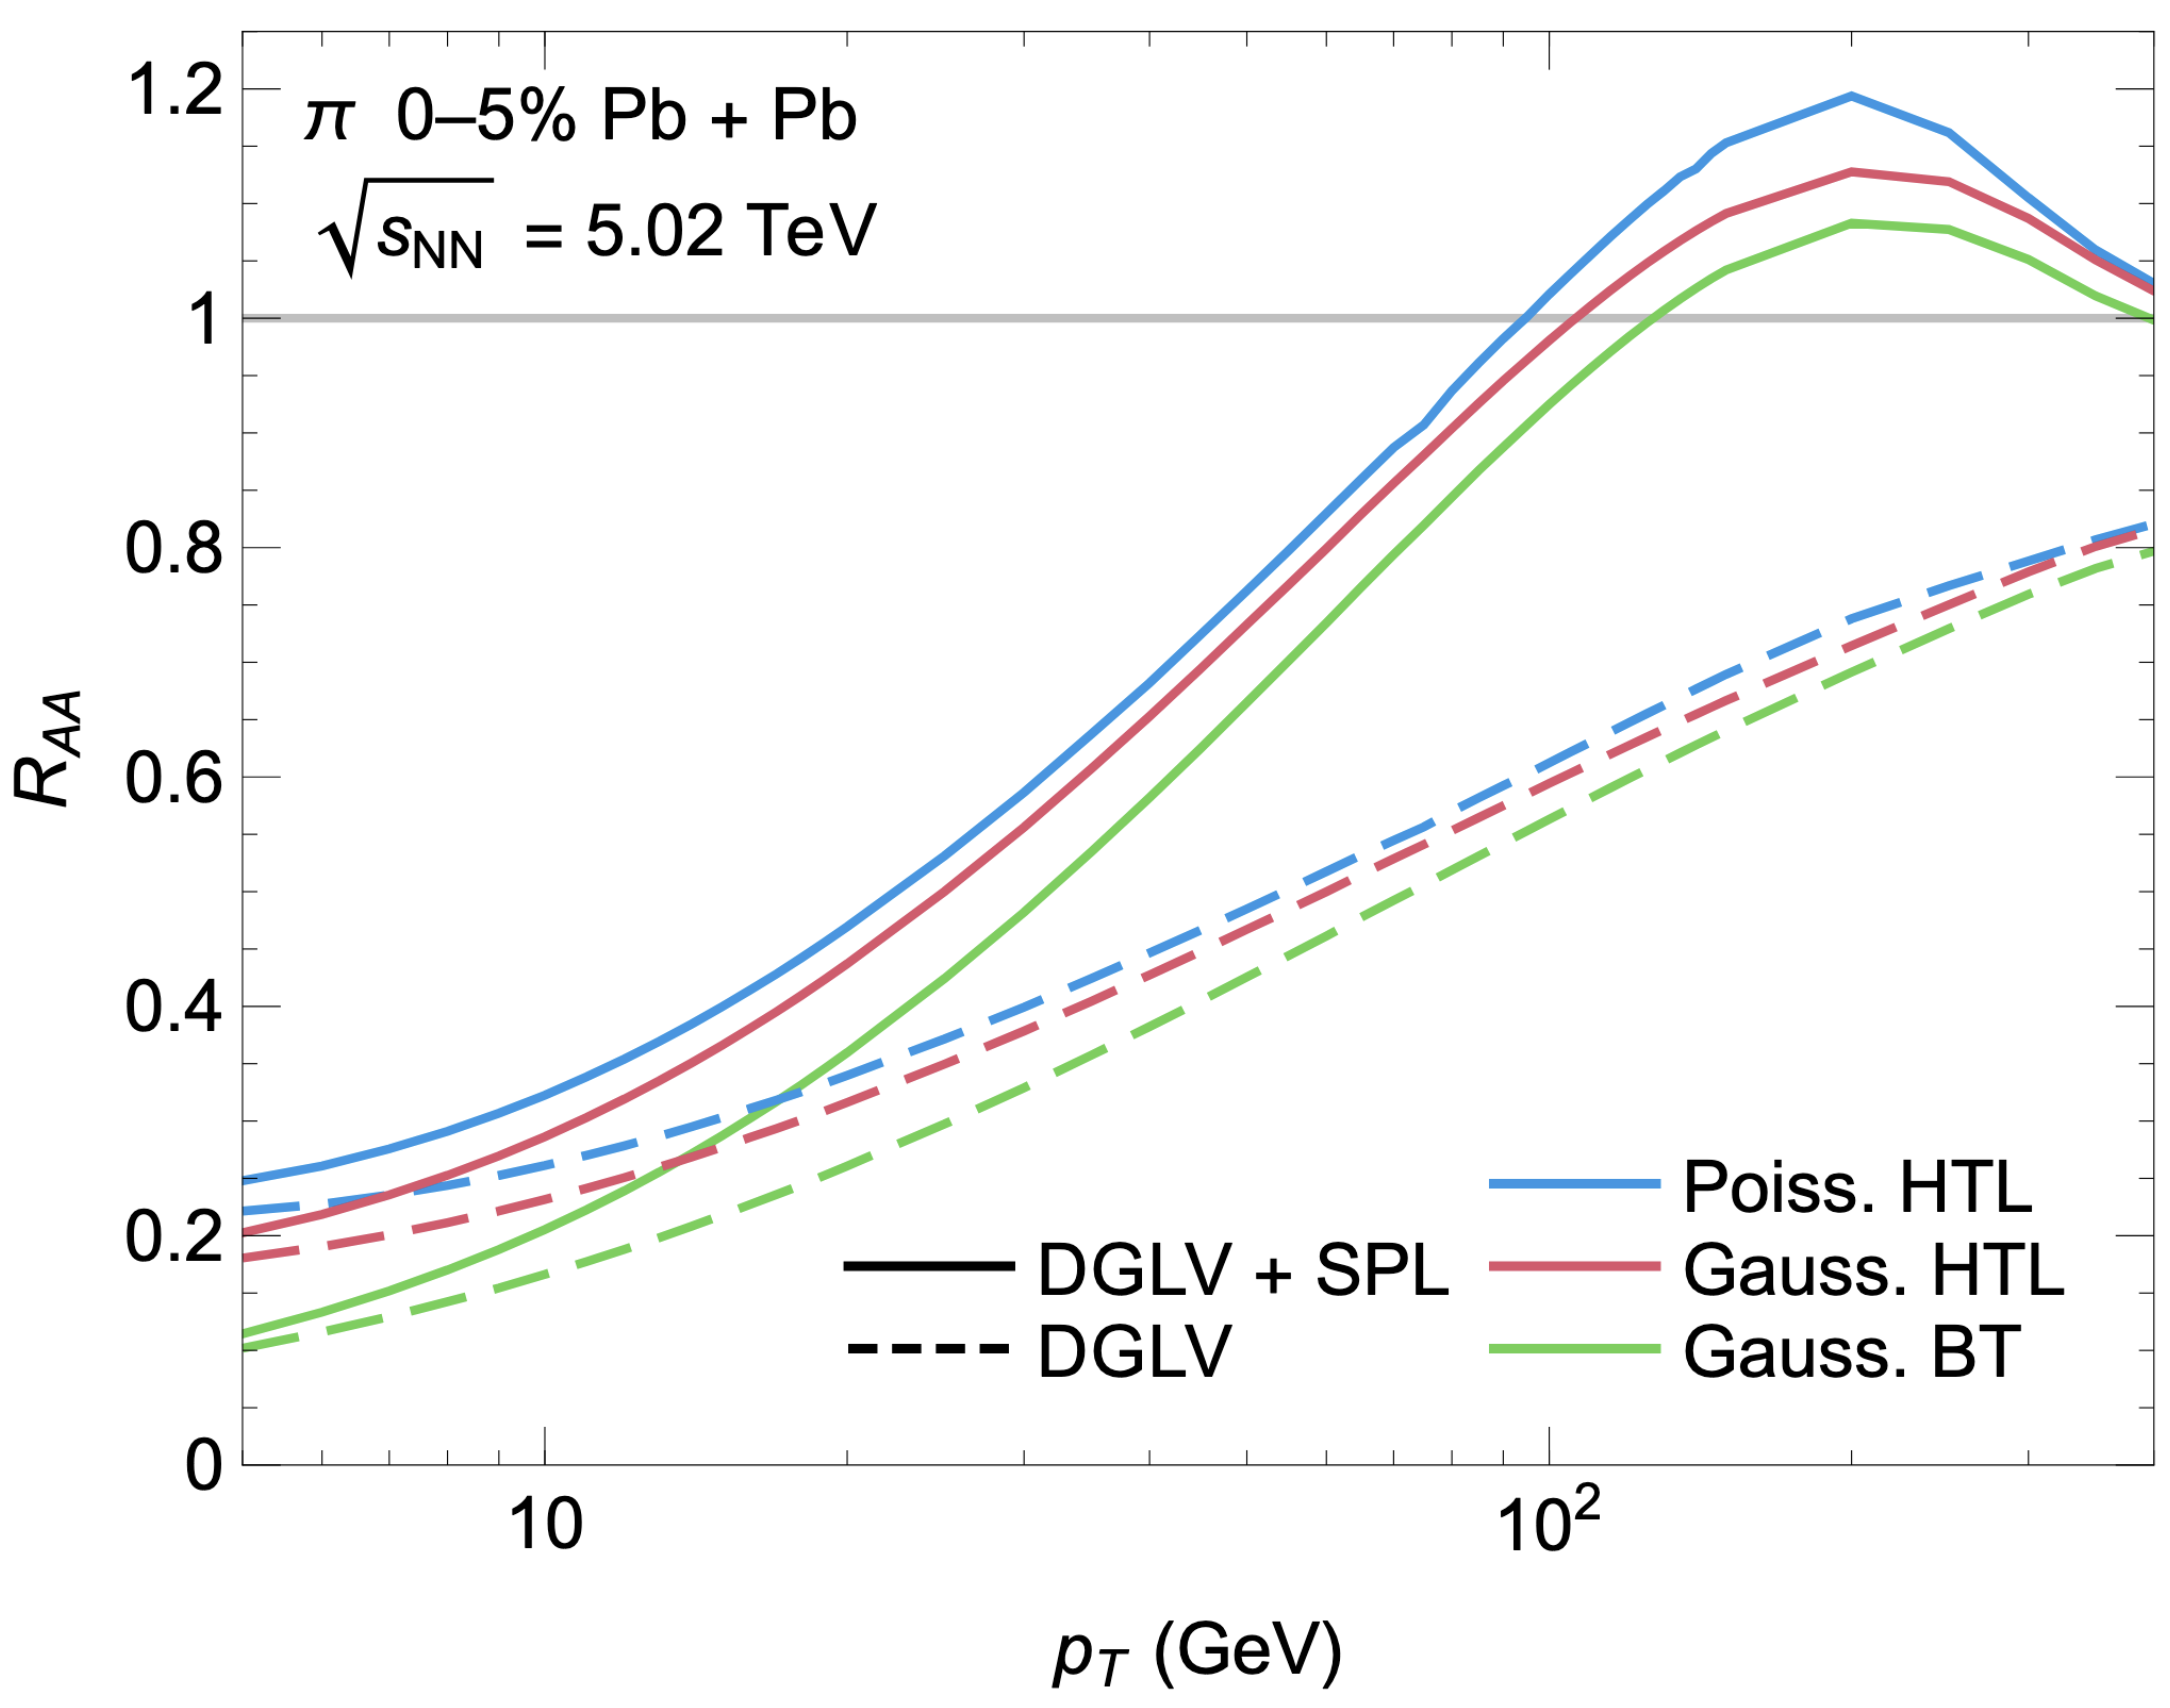 π 0–5% Pb + Pb
√sNN = 5.02 TeV
1.2
1
0.8
0.6
0.4
0.2
0
RAA
Poiss. HTL
DGLV + SPL Gauss. HTL
DGLV Gauss. BT
10 10²
pT (GeV)